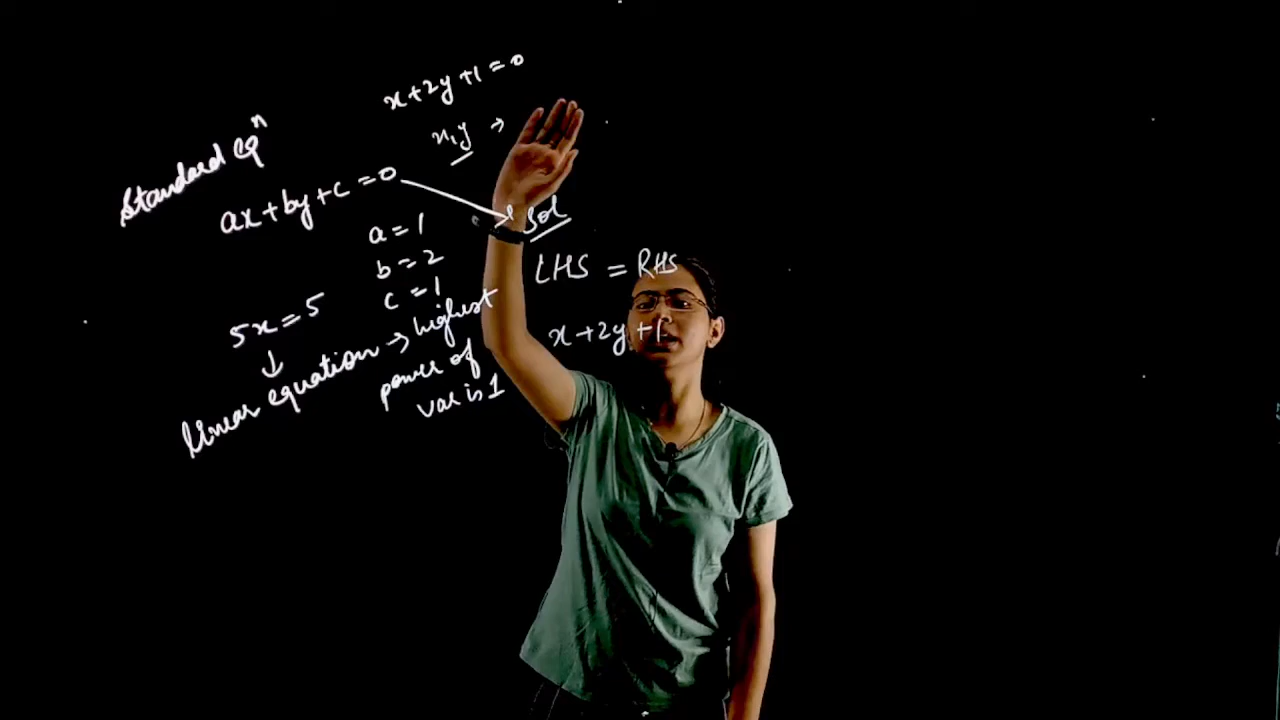 x+2y+1=0
x,y →
Standard eqⁿ
ax+by+c=0
a=1
b=2
c=1
5x=5
↓
linear equation → highest
power of
var is 1
Sol
LHS = RHS
x+2y+1